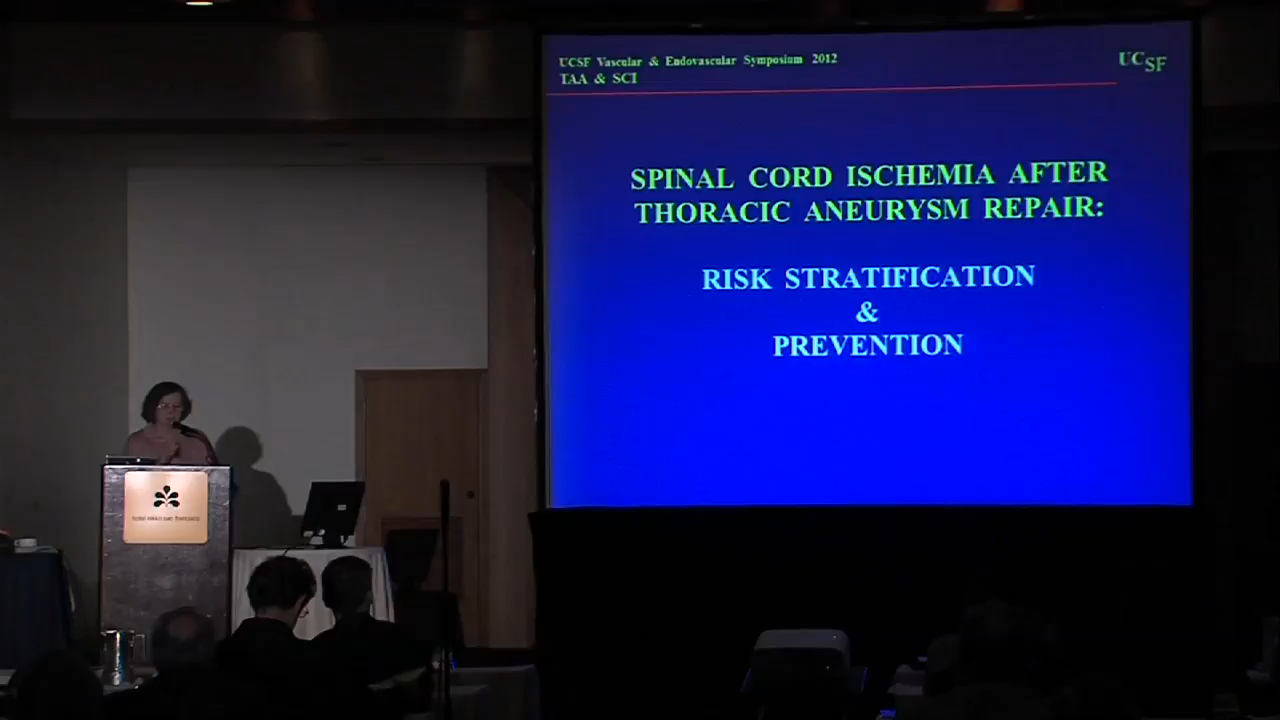 UCSF Vascular & Endovascular Symposium 2012
TAA & SCI
UCSF
SPINAL CORD ISCHEMIA AFTER
THORACIC ANEURYSM REPAIR:
RISK STRATIFICATION
&
PREVENTION